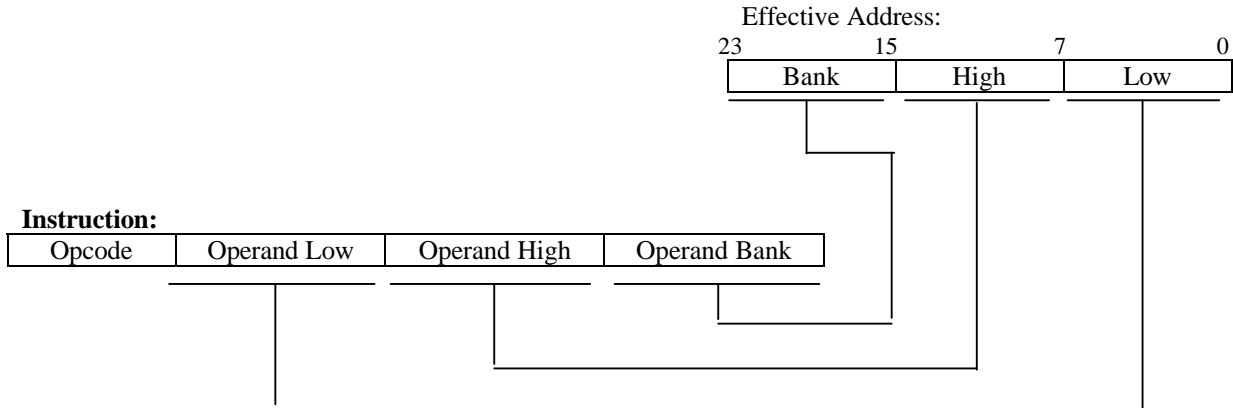 Effective Address:
23 15 7 0
Bank High Low
Instruction:
Opcode Operand Low Operand High Operand Bank